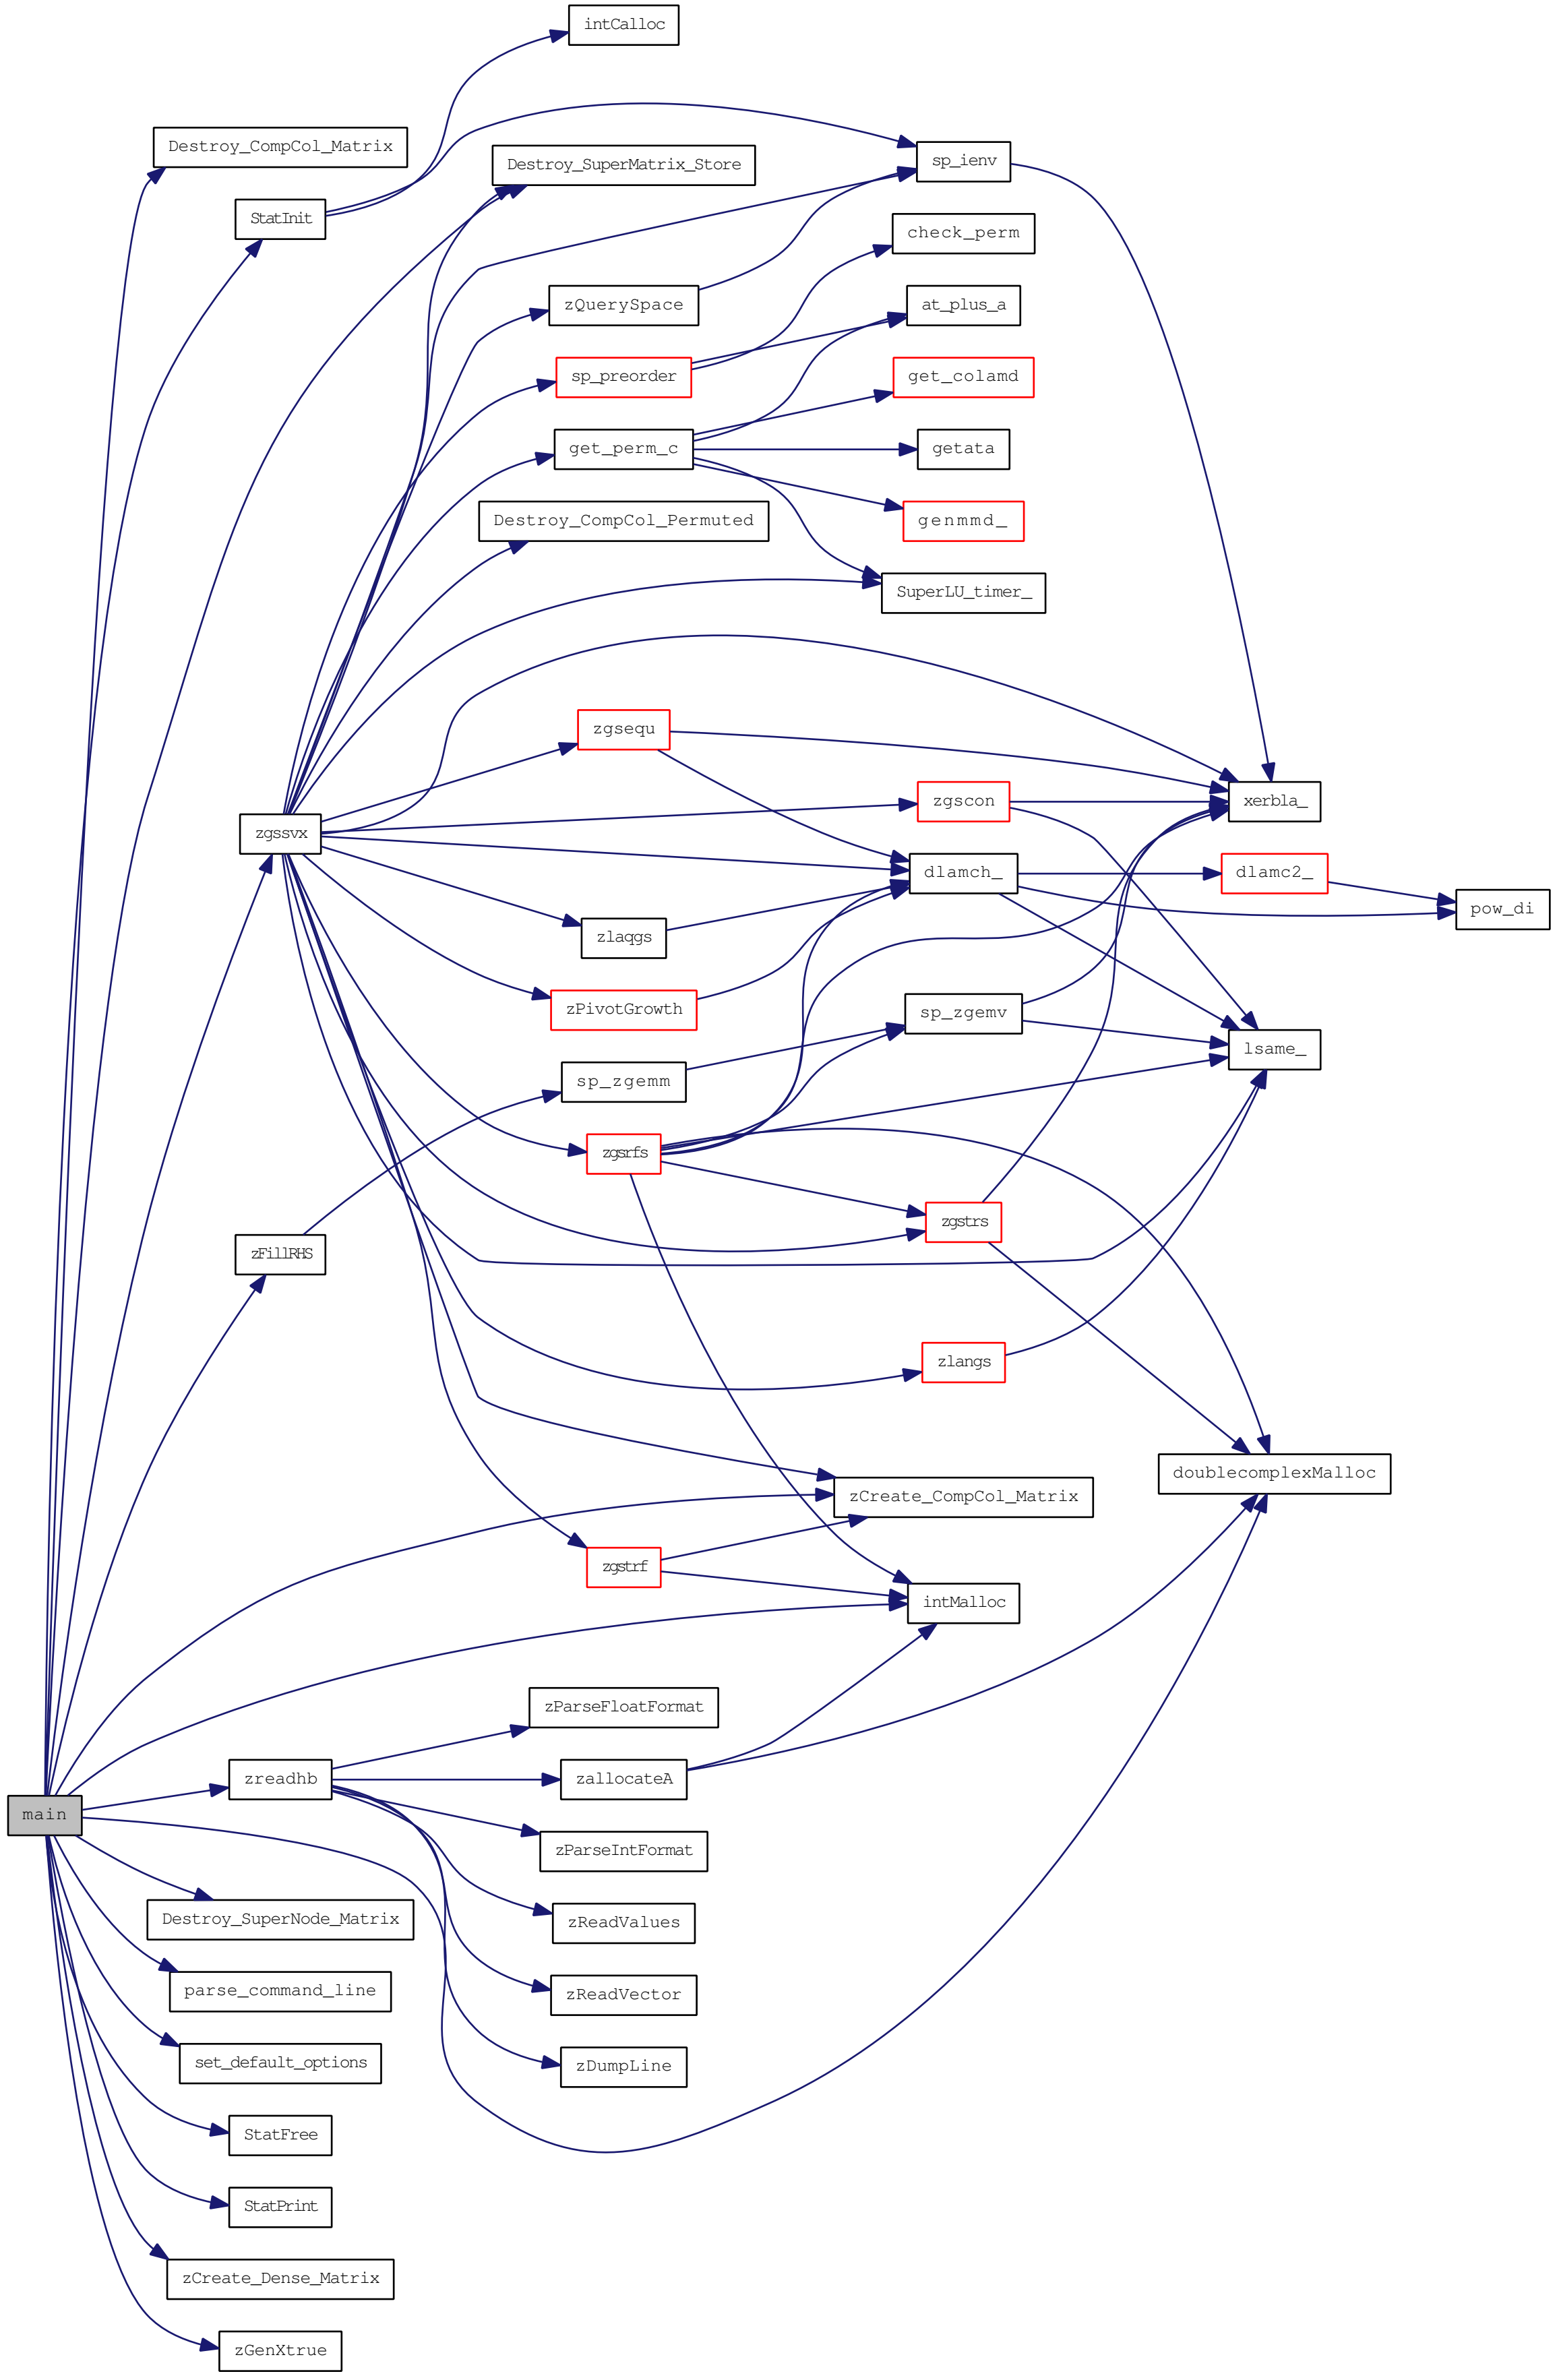 intCalloc
Destroy_CompCol_Matrix
Destroy_SuperMatrix_Store
sp_ienv
StatInit
check_perm
zQuerySpace
at_plus_a
sp_preorder
get_colamd
get_perm_c
getata
Destroy_CompCol_Permuted
genmmd_
SuperLU_timer_
zgsequ
zgscon
xerbla_
zgssvx
dlamch_
dlamc2_
pow_di
zlaqgs
zPivotGrowth
sp_zgemv
lsame_
sp_zgemm
zgsrfs
zgstrs
zFillRHS
zlangs
doublecomplexMalloc
zCreate_CompCol_Matrix
zgstrf
intMalloc
zParseFloatFormat
zreadhb
zallocateA
main
zParseIntFormat
Destroy_SuperNode_Matrix
zReadValues
parse_command_line
zReadVector
set_default_options
zDumpLine
StatFree
StatPrint
zCreate_Dense_Matrix
zGenXtrue